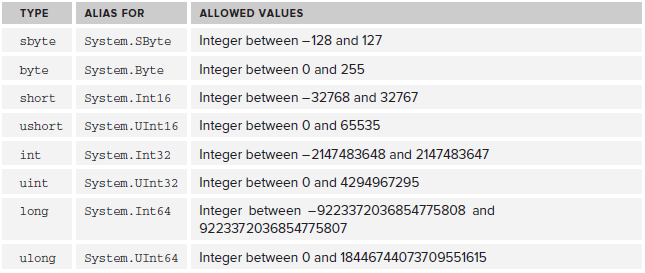 TYPE ALIAS FOR ALLOWED VALUES
sbyte System.SByte Integer between –128 and 127
byte System.Byte Integer between 0 and 255
short System.Int16 Integer between –32768 and 32767
ushort System.UInt16 Integer between 0 and 65535
int System.Int32 Integer between –2147483648 and 2147483647
uint System.UInt32 Integer between 0 and 4294967295
long System.Int64 Integer between –9223372036854775808 and
9223372036854775807
ulong System.UInt64 Integer between 0 and 18446744073709551615